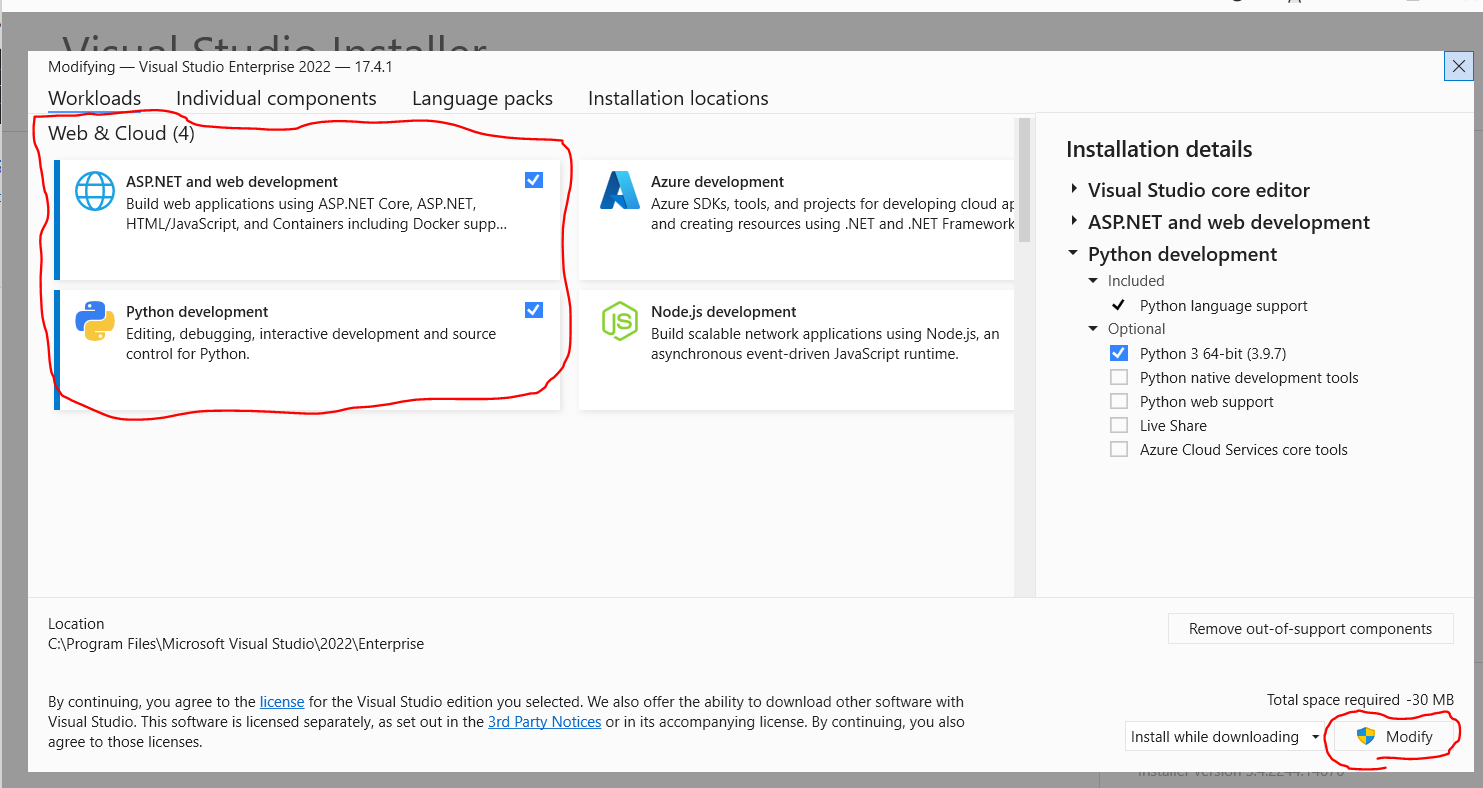 Visual Studio Installer
Modifying — Visual Studio Enterprise 2022 — 17.4.1
Workloads Individual components Language packs Installation locations
Web & Cloud (4)
ASP.NET and web development
Build web applications using ASP.NET Core, ASP.NET,
HTML/JavaScript, and Containers including Docker supp...
Azure development
Azure SDKs, tools, and projects for developing cloud ap
and creating resources using .NET and .NET Framework
Python development
Editing, debugging, interactive development and source
control for Python.
Node.js development
Build scalable network applications using Node.js, an
asynchronous event-driven JavaScript runtime.
Installation details
Visual Studio core editor
ASP.NET and web development
Python development
Included
Python language support
Optional
Python 3 64-bit (3.9.7)
Python native development tools
Python web support
Live Share
Azure Cloud Services core tools
Location
C:\Program Files\Microsoft Visual Studio\2022\Enterprise
Remove out-of-support components
By continuing, you agree to the license for the Visual Studio edition you selected. We also offer the ability to download other software with
Visual Studio. This software is licensed separately, as set out in the 3rd Party Notices or in its accompanying license. By continuing, you also
agree to those licenses.
Total space required -30 MB
Install while downloading
Modify
Installer version